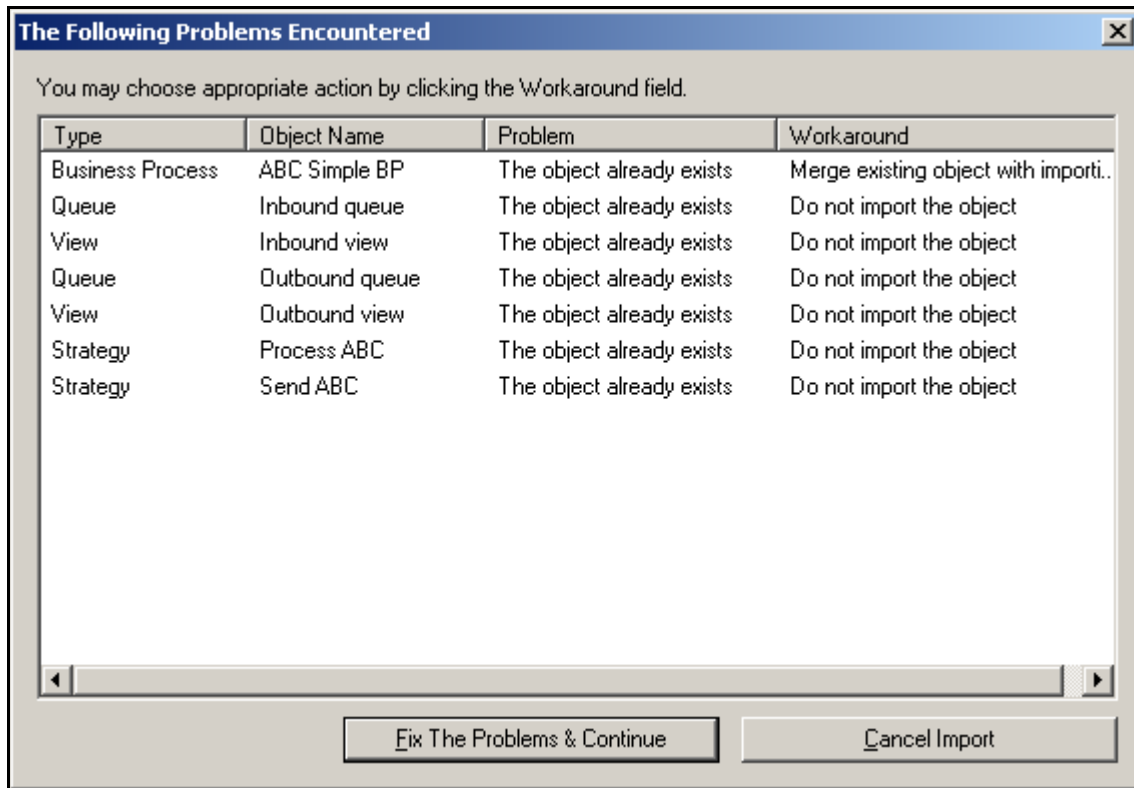 The Following Problems Encountered
You may choose appropriate action by clicking the Workaround field.
Type Object Name Problem Workaround
Business Process ABC Simple BP The object already exists Merge existing object with importi..
Queue Inbound queue The object already exists Do not import the object
View Inbound view The object already exists Do not import the object
Queue Outbound queue The object already exists Do not import the object
View Outbound view The object already exists Do not import the object
Strategy Process ABC The object already exists Do not import the object
Strategy Send ABC The object already exists Do not import the object
Fix The Problems & Continue Cancel Import